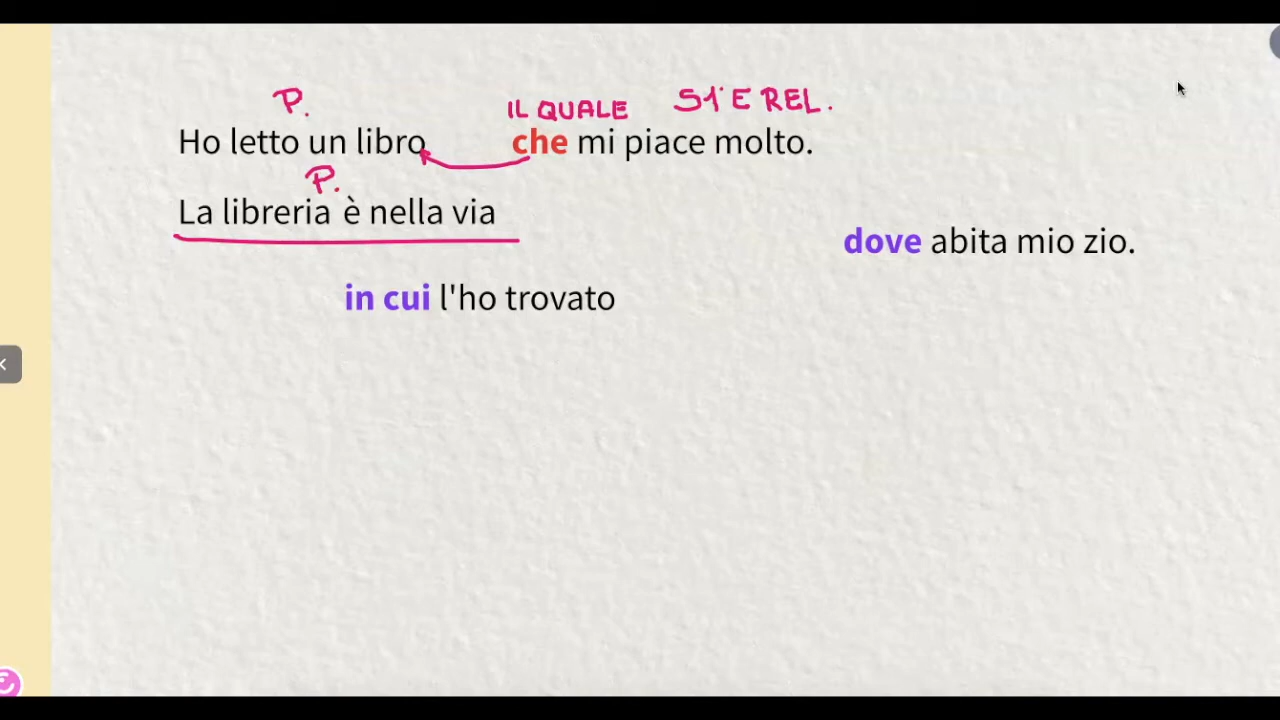 P. IL QUALE S1° E REL.
Ho letto un libro che mi piace molto.
P.
La libreria è nella via
dove abita mio zio.
in cui l'ho trovato